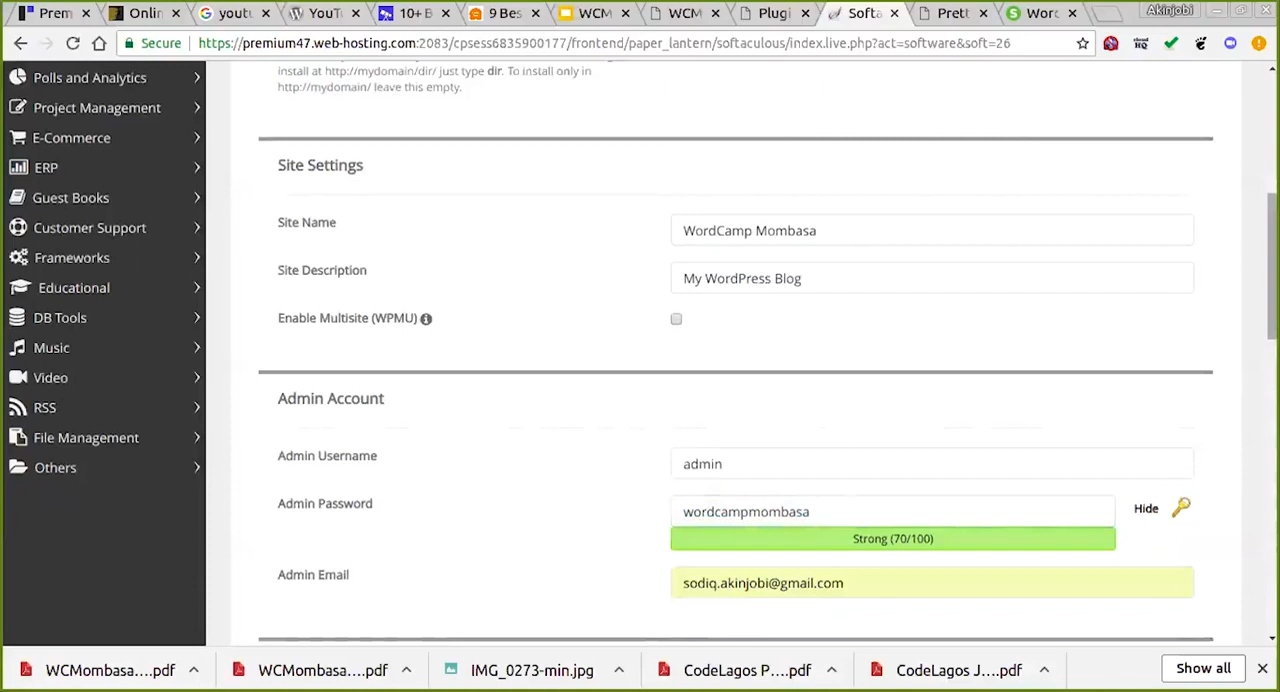 Prem
Onlin
youtu
YouT
10+ B
9 Bes
WCM
WCM
Plugi
Softa
Prett
Word
Akinjobi
Secure
https://premium47.web-hosting.com:2083/cpsess6835900177/frontend/paper_lantern/softaculous/index.live.php?act=software&soft=26
Polls and Analytics
Project Management
E-Commerce
ERP
Guest Books
Customer Support
Frameworks
Educational
DB Tools
Music
Video
RSS
File Management
Others
install at http://mydomain/dir/ just type dir. To install only in
http://mydomain/ leave this empty.
Site Settings
Site Name
WordCamp Mombasa
Site Description
My WordPress Blog
Enable Multisite (WPMU)
Admin Account
Admin Username
admin
Admin Password
wordcampmombasa
Hide
Strong (70/100)
Admin Email
sodiq.akinjobi@gmail.com
WCMombasa....pdf
WCMombasa....pdf
IMG_0273-min.jpg
CodeLagos P....pdf
CodeLagos J....pdf
Show all